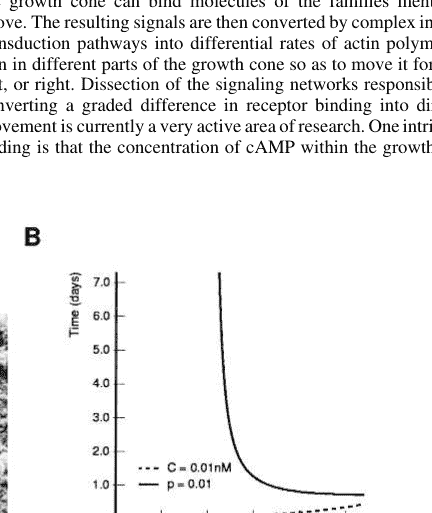 growth cone can bind molecules of the families
ove. The resulting signals are then converted by complex in
nsduction pathways into differential rates of actin polym
n in different parts of the growth cone so as to move it for
t, or right. Dissection of the signaling networks responsib
nverting a graded difference in receptor binding into di
ovement is currently a very active area of research. One intri
ding is that the concentration of cAMP within the growth
B
Time (days)
7.0
6.0
5.0
4.0
3.0
2.0
1.0
C = 0.01nM
p = 0.01